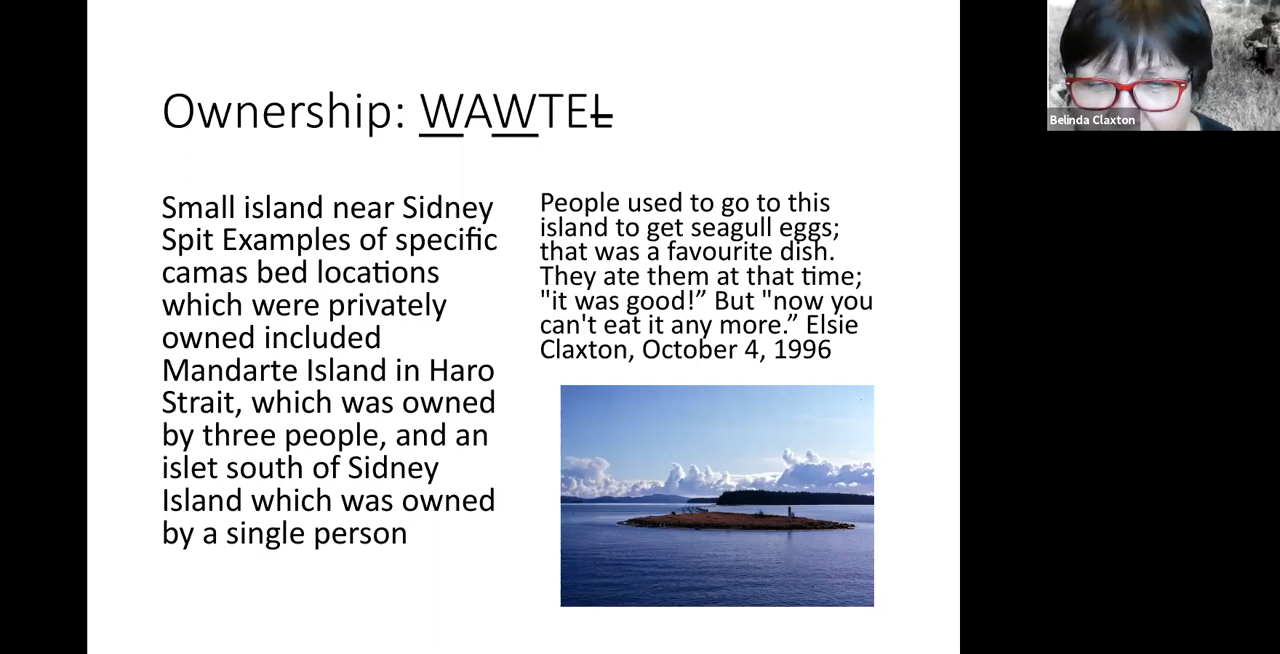 Ownership: W̲AW̲TEȽ
Small island near Sidney
Spit Examples of specific
camas bed locations
which were privately
owned included
Mandarte Island in Haro
Strait, which was owned
by three people, and an
islet south of Sidney
Island which was owned
by a single person
People used to go to this
island to get seagull eggs;
that was a favourite dish.
They ate them at that time;
"it was good!” But "now you
can't eat it any more.” Elsie
Claxton, October 4, 1996
Belinda Claxton